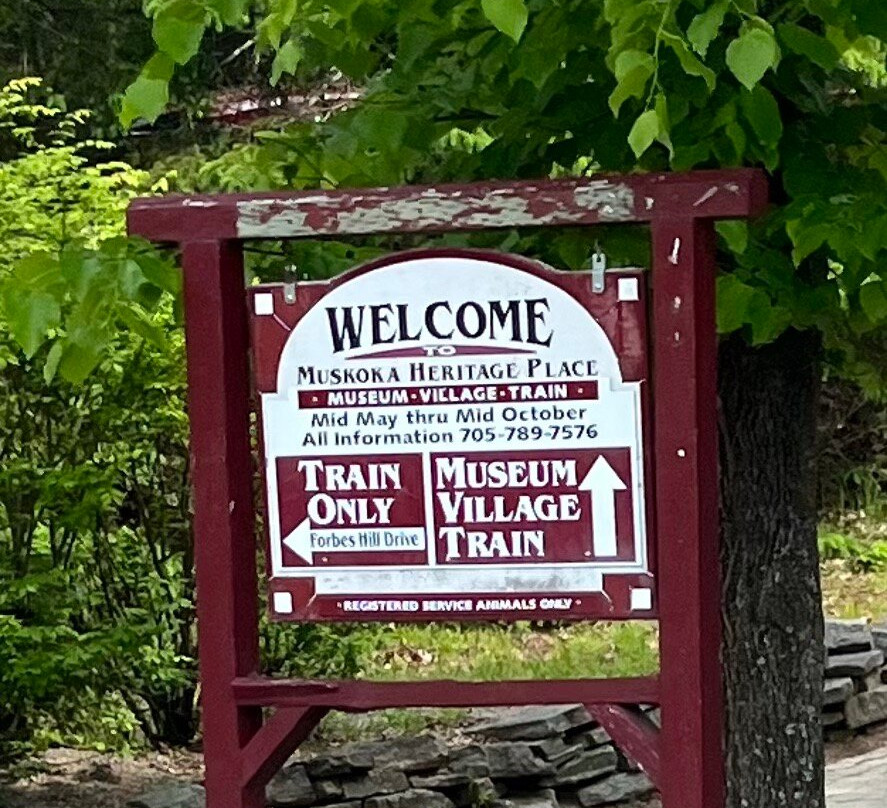 WELCOME
TO
MUSKOKA HERITAGE PLACE
• MUSEUM • VILLAGE • TRAIN •
Mid May thru Mid October
All Information 705-789-7576
TRAIN
ONLY
Forbes Hill Drive
MUSEUM
VILLAGE
TRAIN
• REGISTERED SERVICE ANIMALS ONLY •